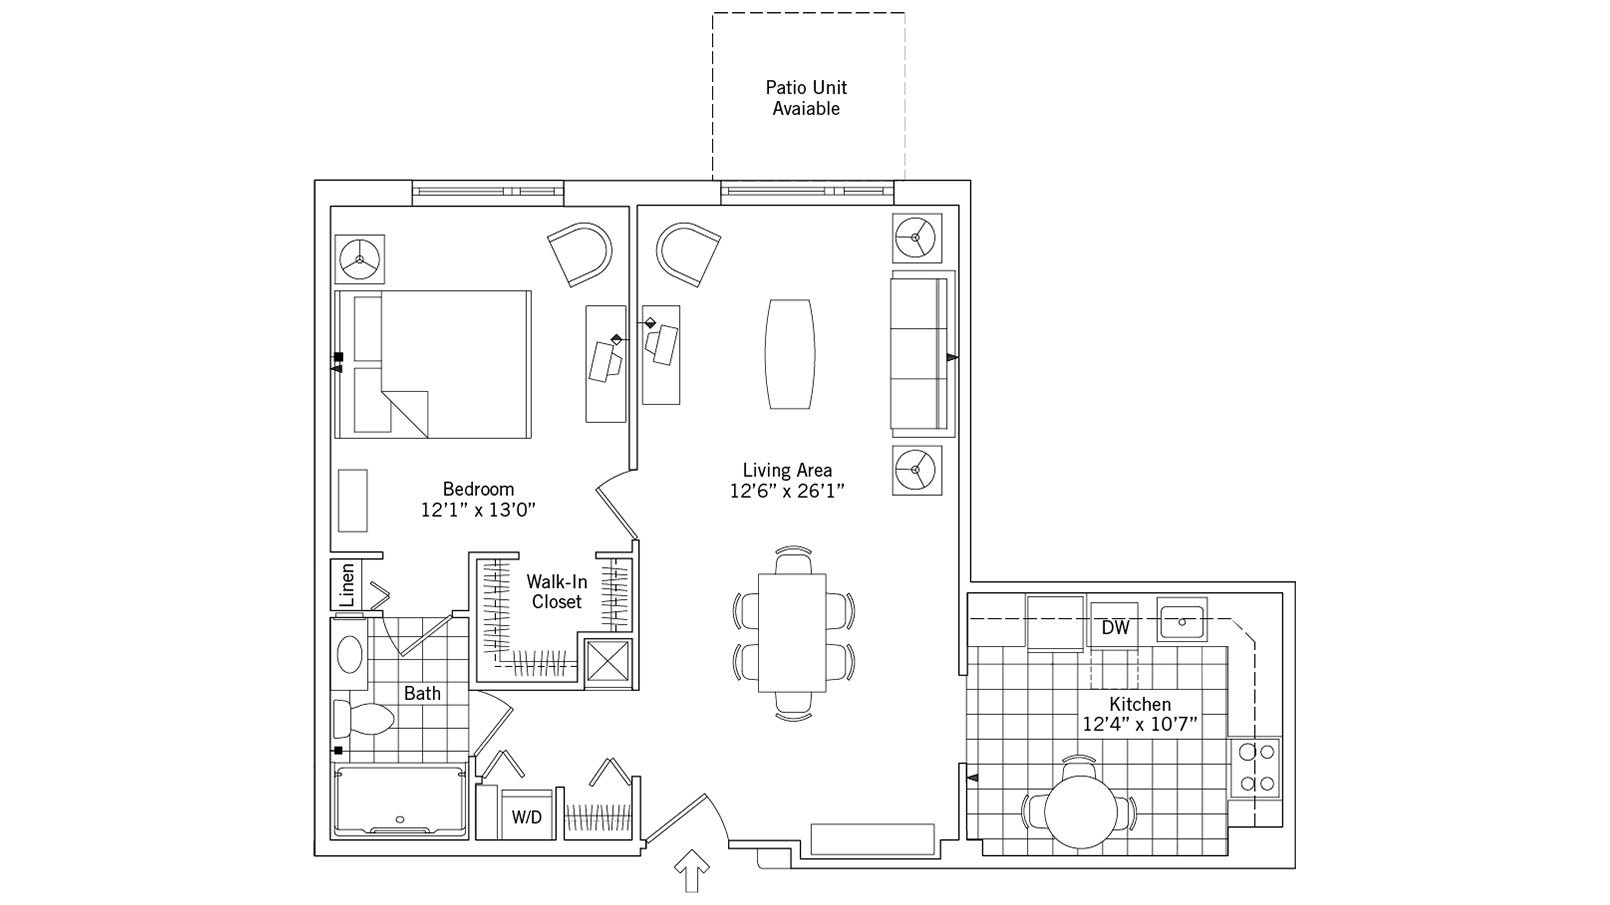 Patio Unit
Avaiable
Living Area
12'6” x 26'1”
Bedroom
12'1” x 13'0”
Linen
Walk-In
Closet
DW
Bath
Kitchen
12'4” x 10'7”
W/D